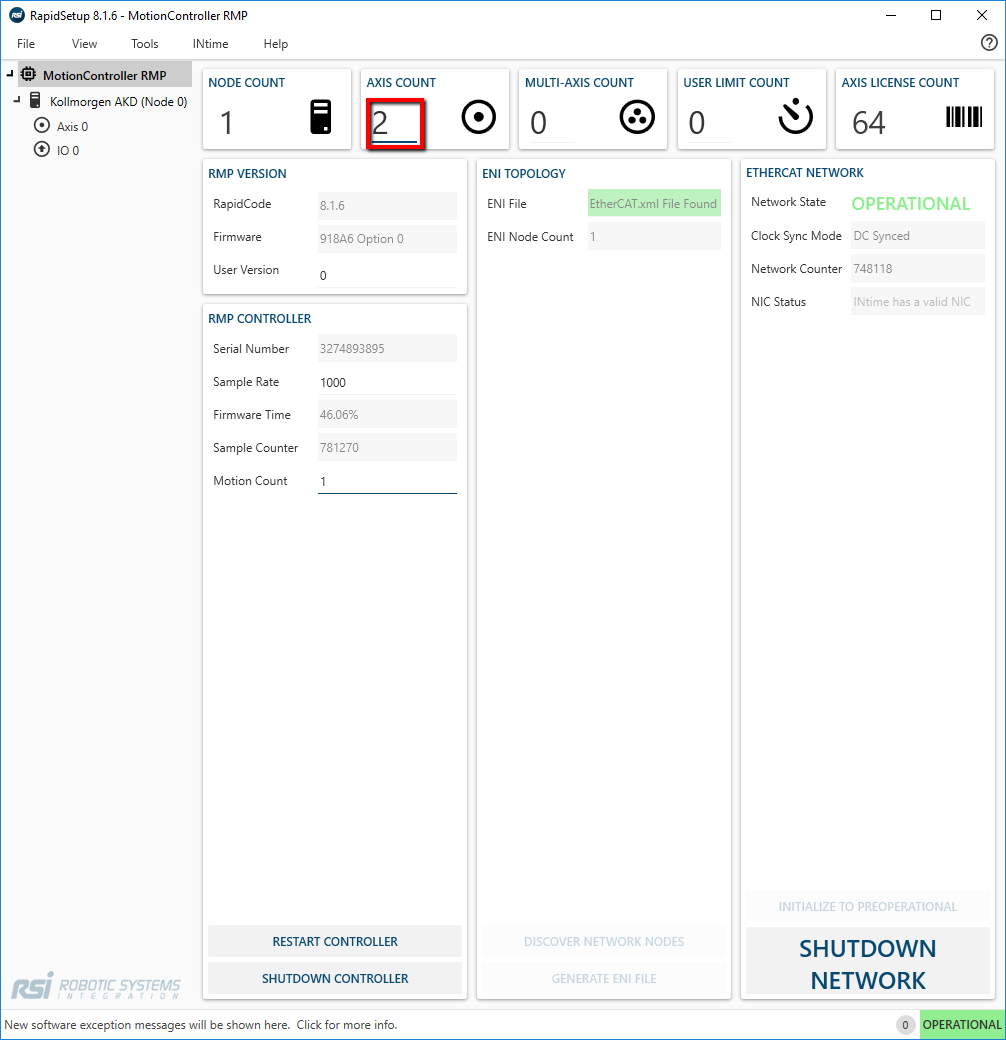 RSI RapidSetup 8.1.6 - MotionController RMP
File View Tools INtime Help
MotionController RMP
Kollmorgen AKD (Node 0)
Axis 0
IO 0
NODE COUNT
1
AXIS COUNT
2
MULTI-AXIS COUNT
0
USER LIMIT COUNT
0
AXIS LICENSE COUNT
64
RMP VERSION
RapidCode 8.1.6
Firmware 918A6 Option 0
User Version 0
RMP CONTROLLER
Serial Number 3274893895
Sample Rate 1000
Firmware Time 46.06%
Sample Counter 781270
Motion Count 1
RESTART CONTROLLER
SHUTDOWN CONTROLLER
ENI TOPOLOGY
ENI File EtherCAT.xml File Found
ENI Node Count 1
DISCOVER NETWORK NODES
GENERATE ENI FILE
ETHERCAT NETWORK
Network State OPERATIONAL
Clock Sync Mode DC Synced
Network Counter 748118
NIC Status INtime has a valid NIC
INITIALIZE TO PREOPERATIONAL
SHUTDOWN
NETWORK
RSI ROBOTIC SYSTEMS
INTEGRATION
New software exception messages will be shown here. Click for more info.
0 OPERATIONAL